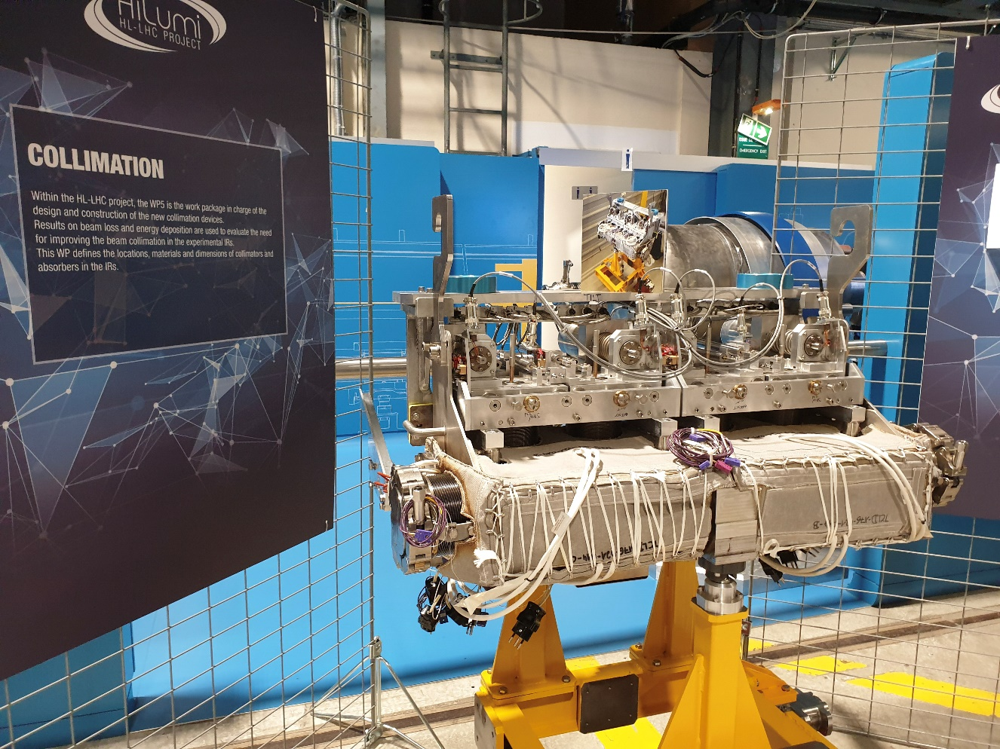 HiLumi
HL-LHC PROJECT
COLLIMATION
Within the HL-LHC project, the WP5 is the work package in charge of the
design and construction of the new collimation devices.
Results on beam loss and energy deposition are used to evaluate the need
for improving the beam collimation in the experimental IRs.
This WP defines the locations, materials and dimensions of collimators and
absorbers in the IRs.
EMERGENCY EXIT